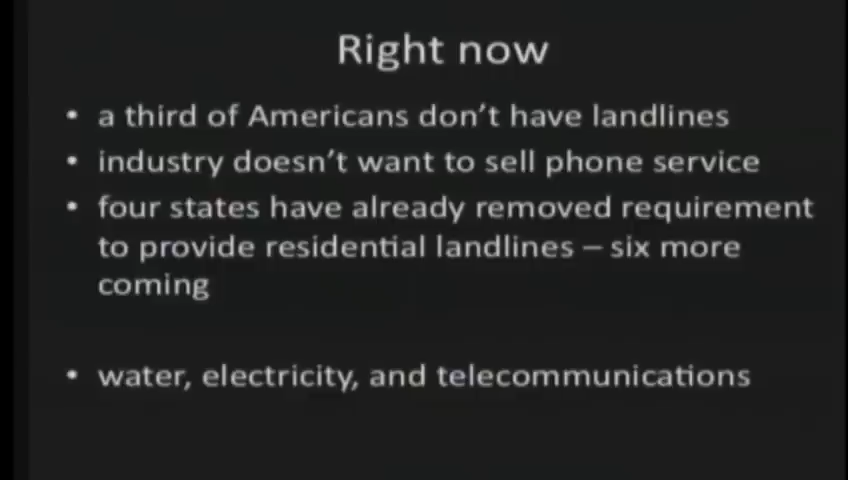 Right now
• a third of Americans don't have landlines
• industry doesn't want to sell phone service
• four states have already removed requirement
to provide residential landlines – six more
coming
• water, electricity, and telecommunications